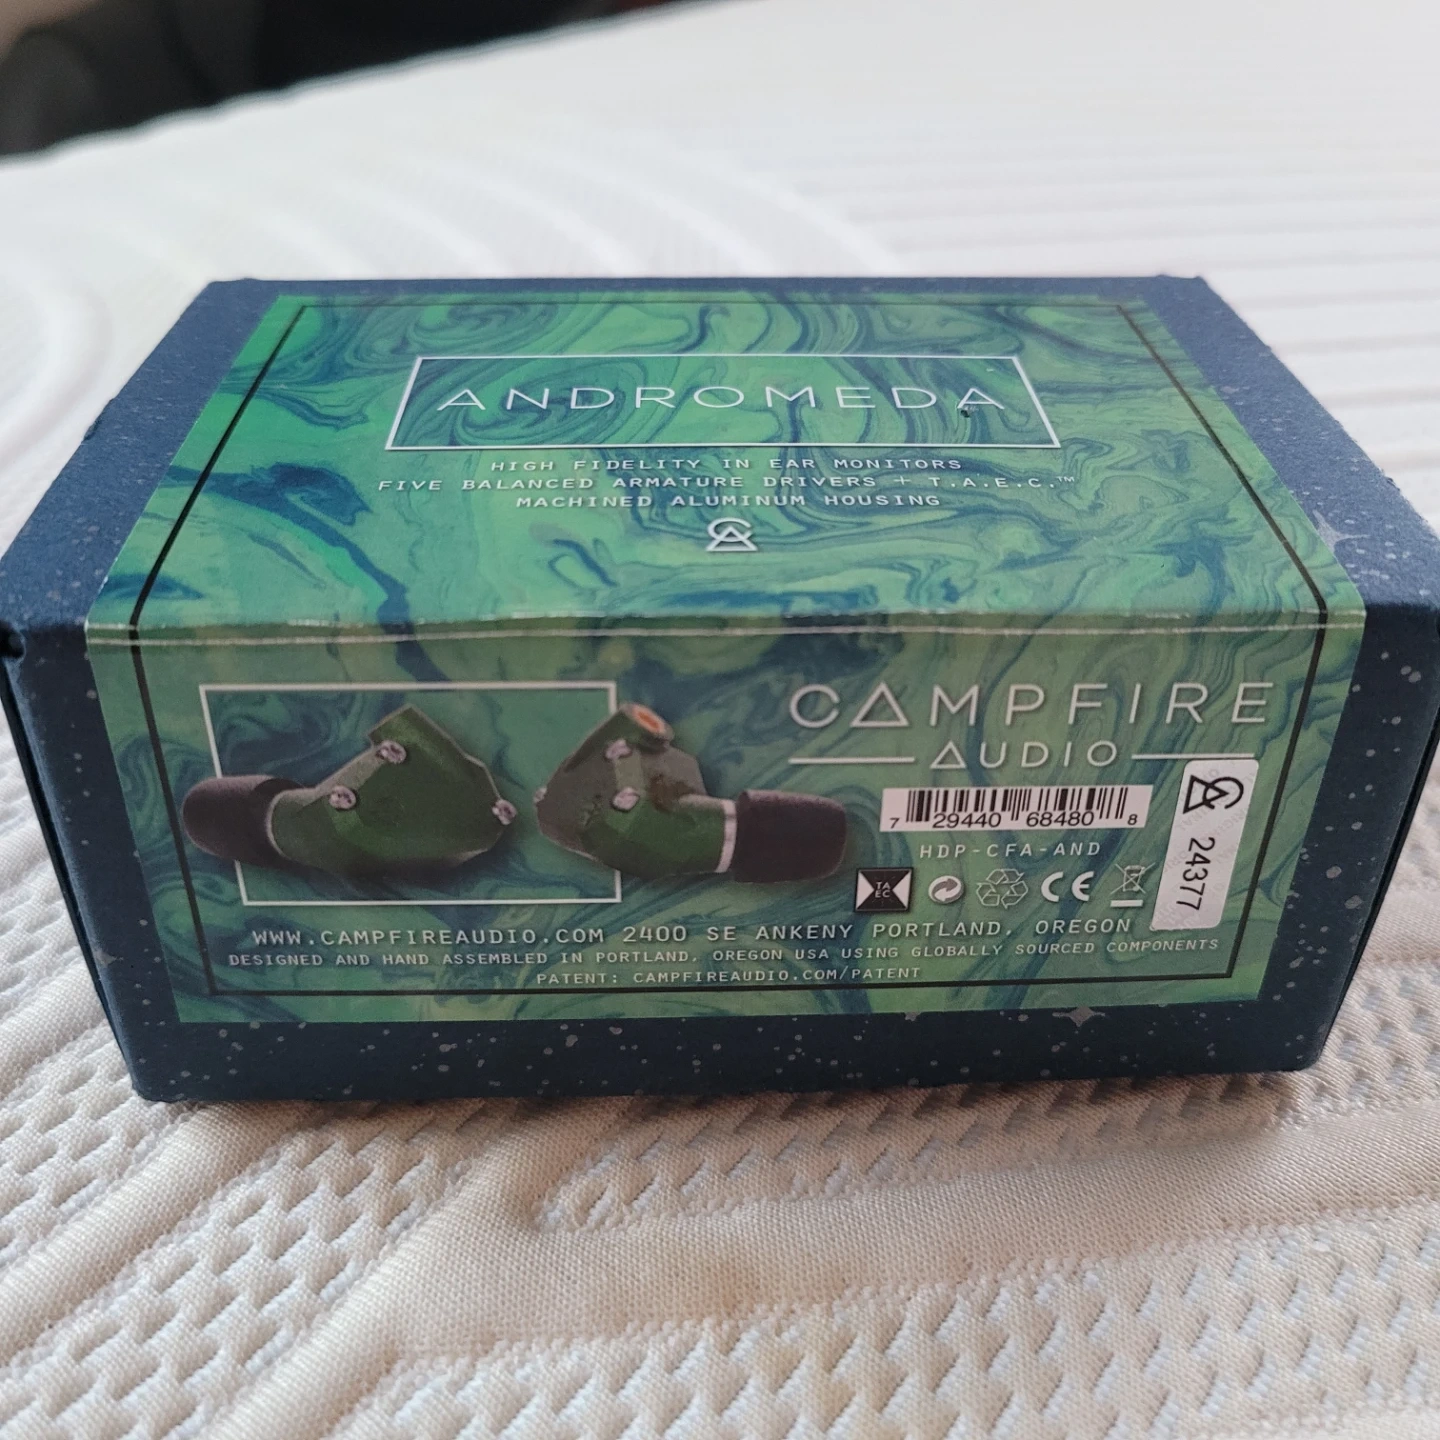 ANDROMEDA
HIGH FIDELITY IN EAR MONITORS
FIVE BALANCED ARMATURE DRIVERS + T.A.E.C.™
MACHINED ALUMINUM HOUSING
CAMPFIRE
AUDIO
7 29440 68480 8
HDP-CFA-AND
TAEC
CE
24377
WWW.CAMPFIREAUDIO.COM 2400 SE ANKENY PORTLAND, OREGON
DESIGNED AND HAND ASSEMBLED IN PORTLAND, OREGON USA USING GLOBALLY SOURCED COMPONENTS
PATENT: CAMPFIREAUDIO.COM/PATENT